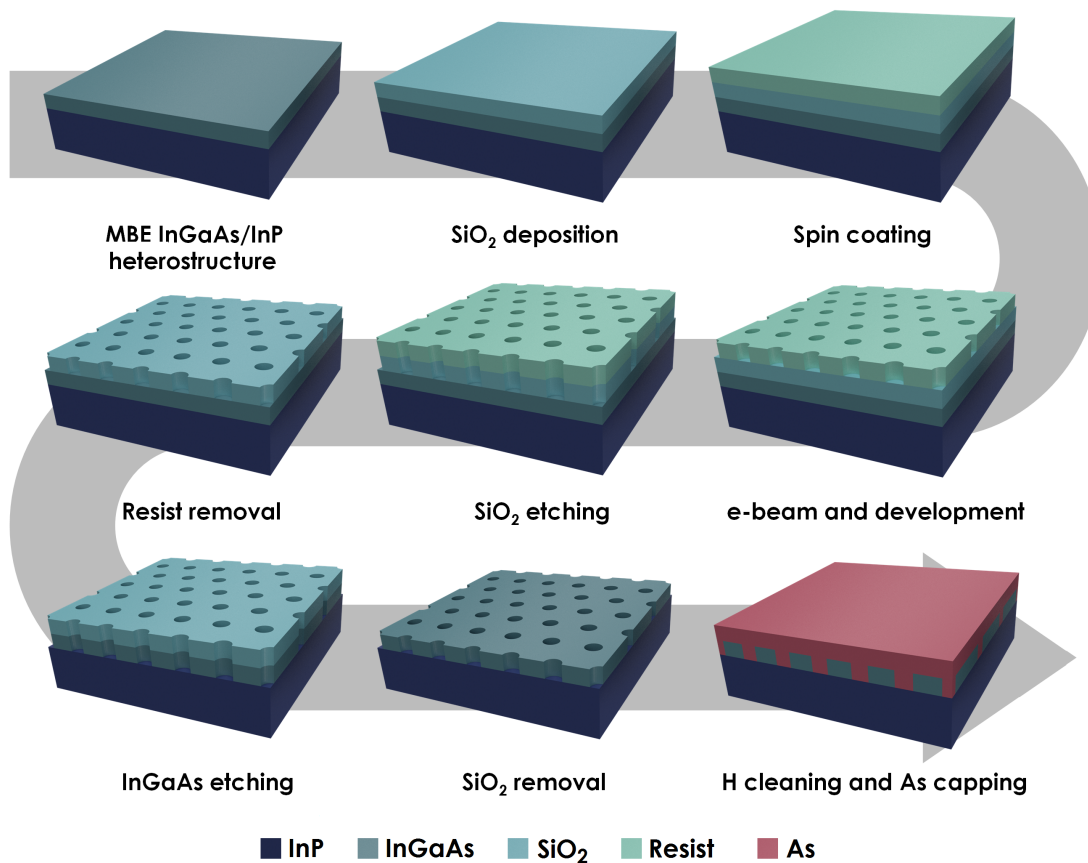 MBE InGaAs/InP
heterostructure
SiO₂ deposition
Spin coating
Resist removal
SiO₂ etching
e-beam and development
InGaAs etching
SiO₂ removal
H cleaning and As capping
InP
InGaAs
SiO₂
Resist
As